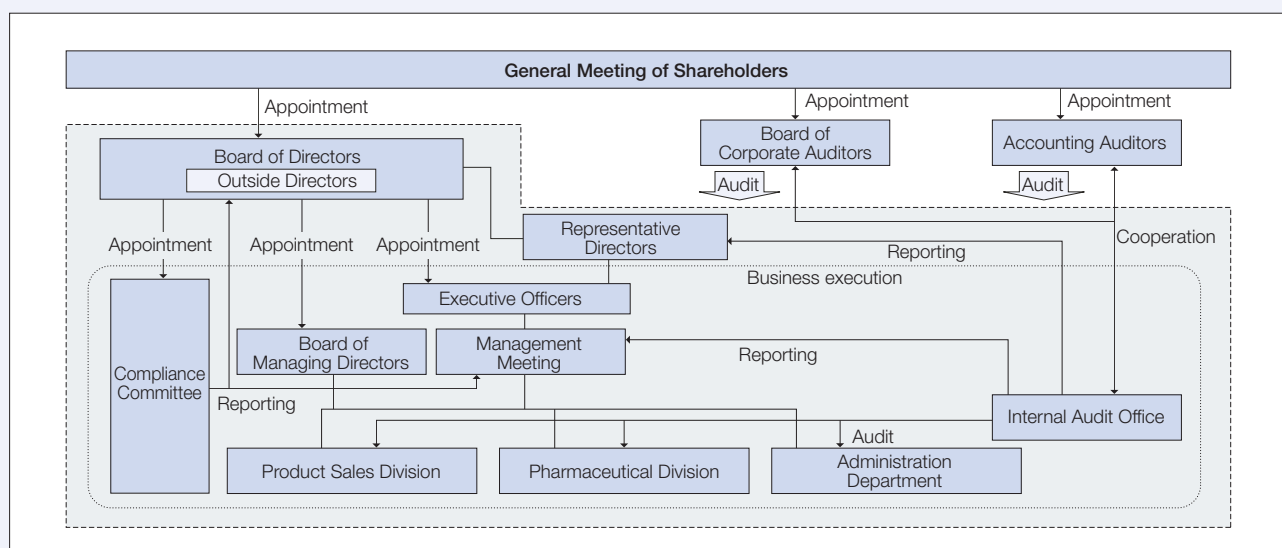 General Meeting of Shareholders
Appointment
Appointment
Appointment
Board of Directors
Outside Directors
Board of
Corporate Auditors
Accounting Auditors
Audit
Audit
Appointment
Appointment
Appointment
Representative
Directors
Reporting
Cooperation
Business execution
Executive Officers
Board of
Managing Directors
Management
Meeting
Reporting
Compliance
Committee
Reporting
Internal Audit Office
Audit
Product Sales Division
Pharmaceutical Division
Administration
Department